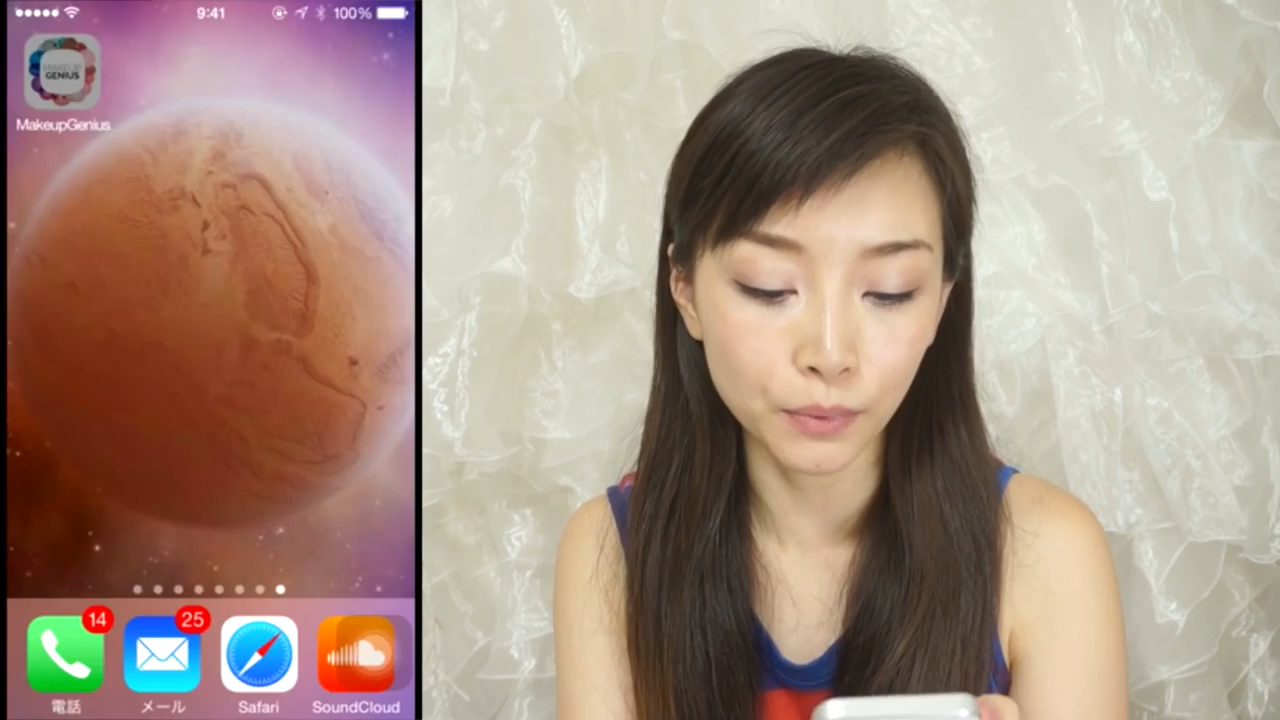 9:41
100%
MAKEUP
GENIUS
MakeupGenius
14
25
電話
メール
Safari
SoundCloud